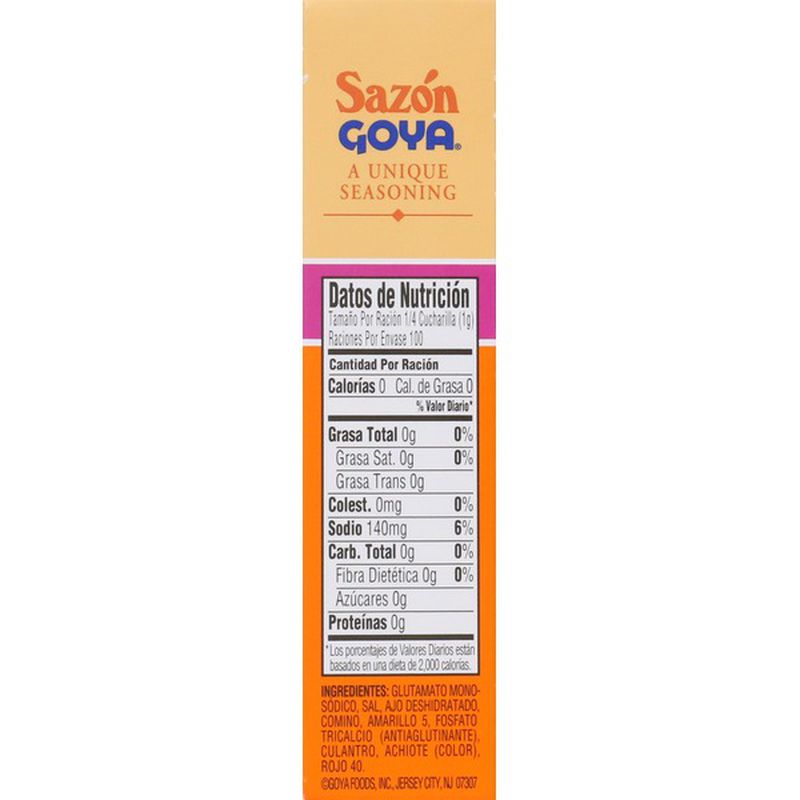 Sazón
GOYA®
A UNIQUE
SEASONING
Datos de Nutrición
Tamaño Por Ración 1/4 Cucharilla (1g)
Raciones Por Envase 100
Cantidad Por Ración
Calorías 0 Cal. de Grasa 0
% Valor Diario*
Grasa Total 0g 0%
Grasa Sat. 0g 0%
Grasa Trans 0g
Colest. 0mg 0%
Sodio 140mg 6%
Carb. Total 0g 0%
Fibra Dietética 0g 0%
Azúcares 0g
Proteínas 0g
*Los porcentajes de Valores Diarios están
basados en una dieta de 2,000 calorías.
INGREDIENTES: GLUTAMATO MONO-
SÓDICO, SAL, AJO DESHIDRATADO,
COMINO, AMARILLO 5, FOSFATO
TRICALCIO (ANTIAGLUTINANTE),
CULANTRO, ACHIOTE (COLOR),
ROJO 40.
©GOYA FOODS, INC., JERSEY CITY, NJ 07307